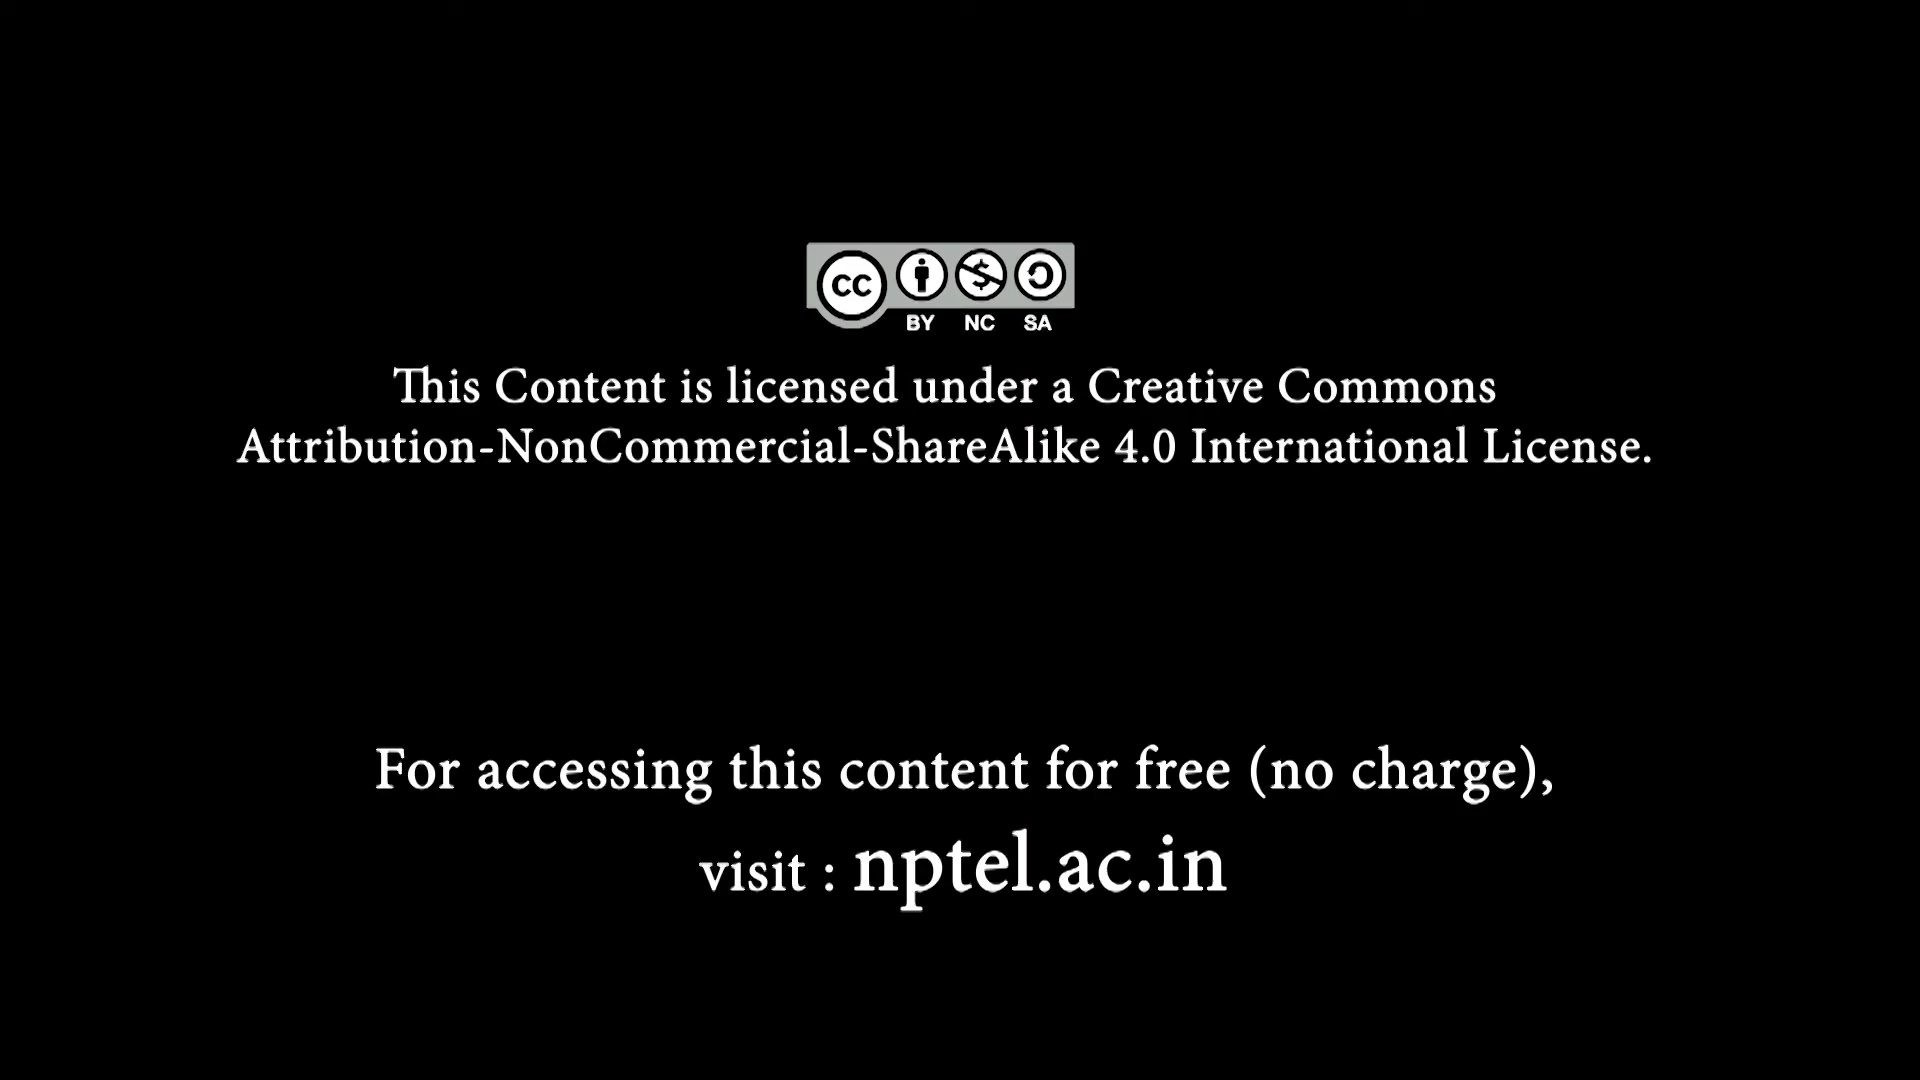 CC BY NC SA
This Content is licensed under a Creative Commons
Attribution-NonCommercial-ShareAlike 4.0 International License.
For accessing this content for free (no charge),
visit : nptel.ac.in